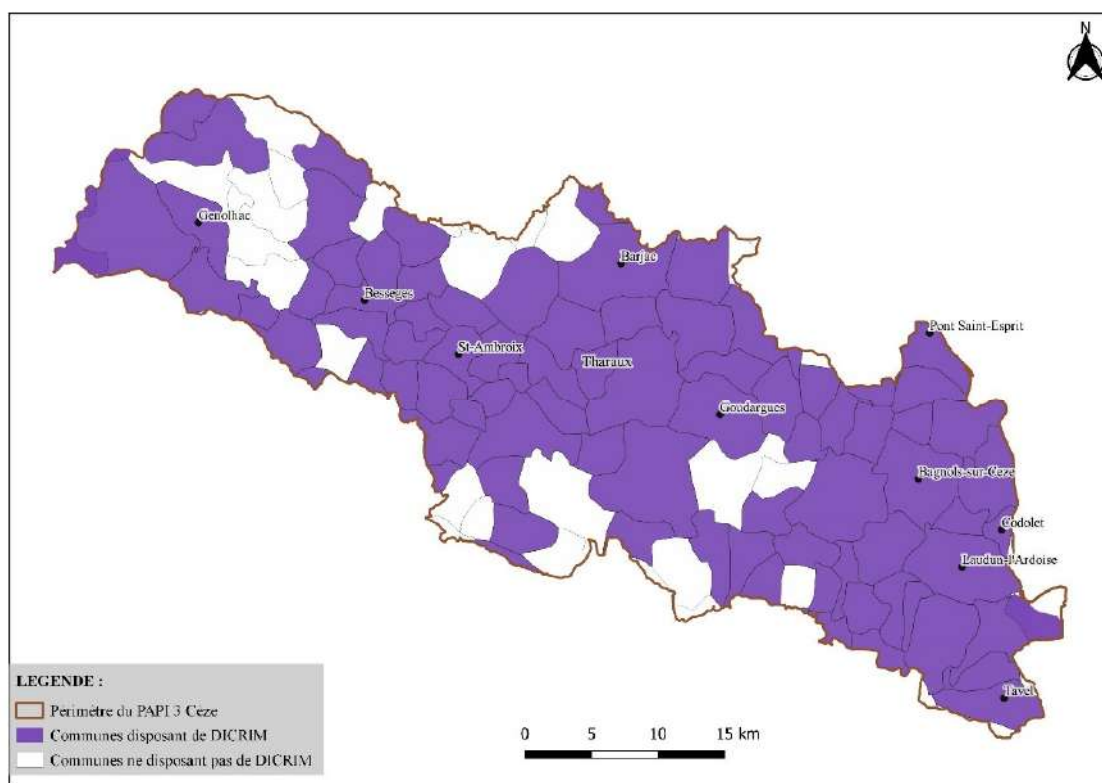 N
Genolhac
Barjac
Besseges
Pont Saint-Esprit
St-Ambroix
Tharaux
Goudargues
Bagnols-sur-Ceze
Codolet
Laudun-l'Ardoise
Tavel
LEGENDE :
Périmètre du PAPI 3 Cèze
Communes disposant de DICRIM
Communes ne disposant pas de DICRIM
0 5 10 15 km